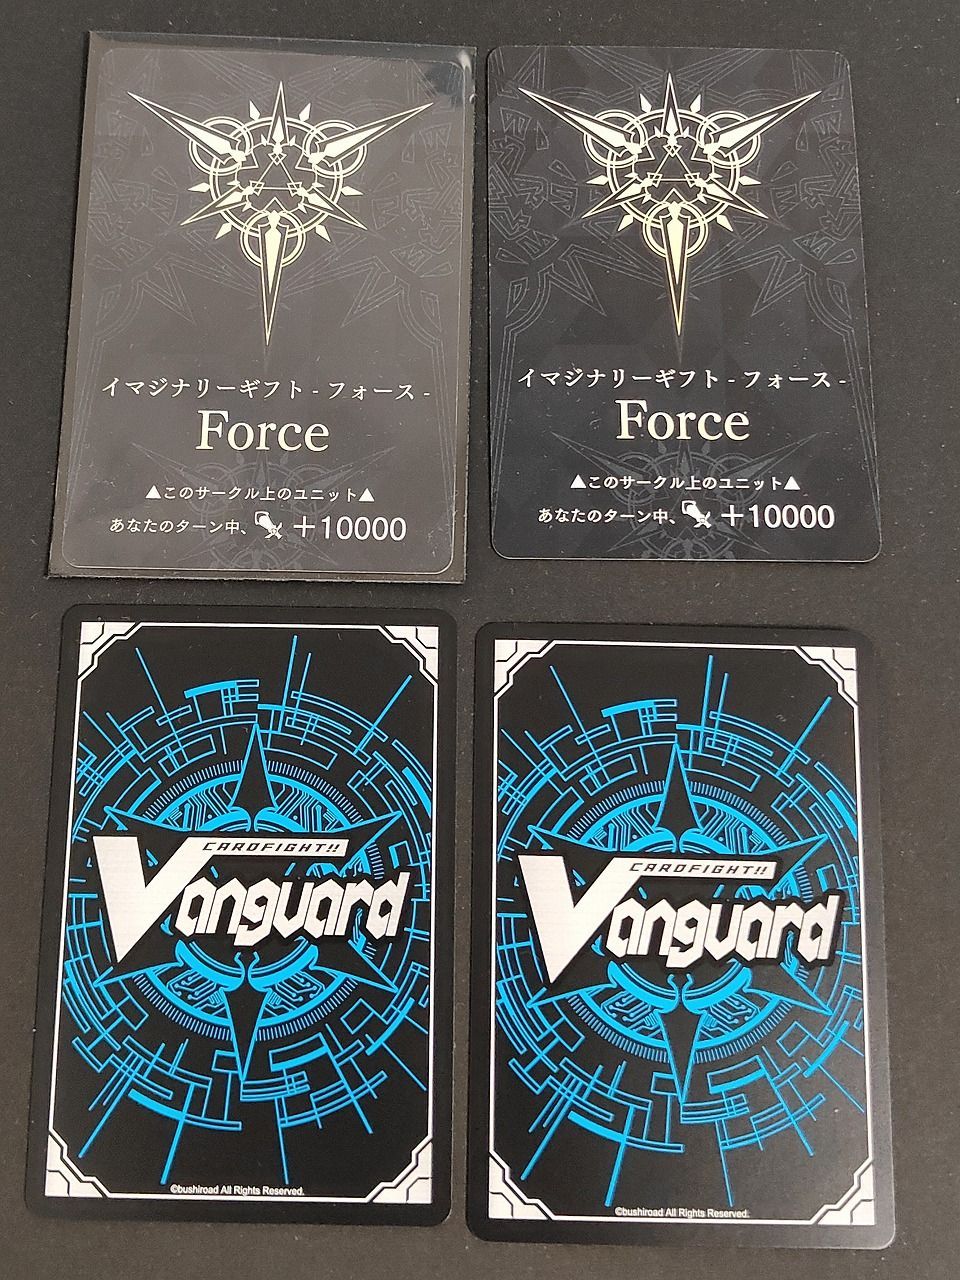 イマジナリーギフト - フォース -
Force
▲このサークル上のユニット▲
あなたのターン中、+10000
イマジナリーギフト - フォース -
Force
▲このサークル上のユニット▲
あなたのターン中、+10000
CARDFIGHT!!
Vanguard
©bushiroad All Rights Reserved.
CARDFIGHT!!
Vanguard
©bushiroad All Rights Reserved.